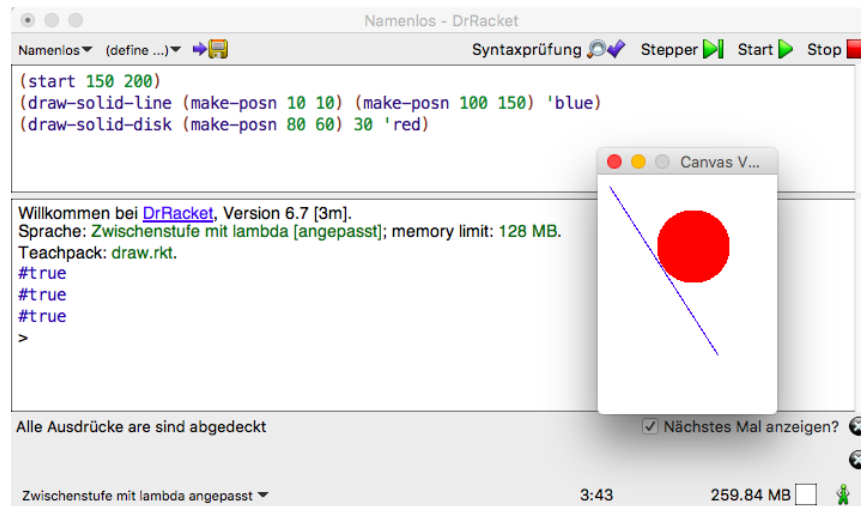 Namenlos - DrRacket
Namenlos (define ...) Syntaxprüfung Stepper Start Stop
(start 150 200)
(draw-solid-line (make-posn 10 10) (make-posn 100 150) 'blue)
(draw-solid-disk (make-posn 80 60) 30 'red)
Canvas V...
Willkommen bei DrRacket, Version 6.7 [3m].
Sprache: Zwischenstufe mit lambda [angepasst]; memory limit: 128 MB.
Teachpack: draw.rkt.
#true
#true
#true
>
Alle Ausdrücke are sind abgedeckt Nächstes Mal anzeigen?
Zwischenstufe mit lambda angepasst 3:43 259.84 MB